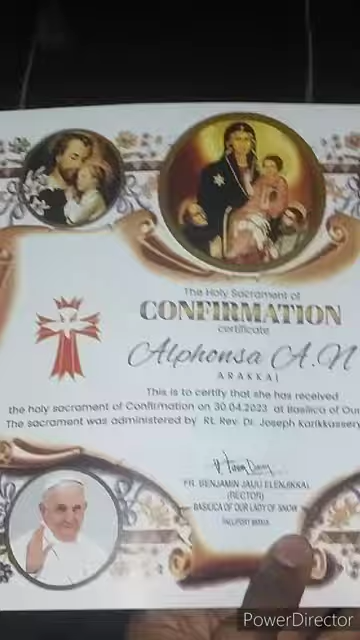 The Holy Sacrament of
CONFIRMATION
certificate
Alphonsa A.N
ARAKKAL
This is to certify that she has received
the holy sacrament of Confirmation on 30.04.2023 at Basilica of Our
The sacrament was administered by Rt. Rev. Dr. Joseph Karikkassery
FR. BENJAMIN JAIJU ELENJIKKAL
(RECTOR)
BASILICA OF OUR LADY OF SNOW
PALLIPORT MANJU
PowerDirector